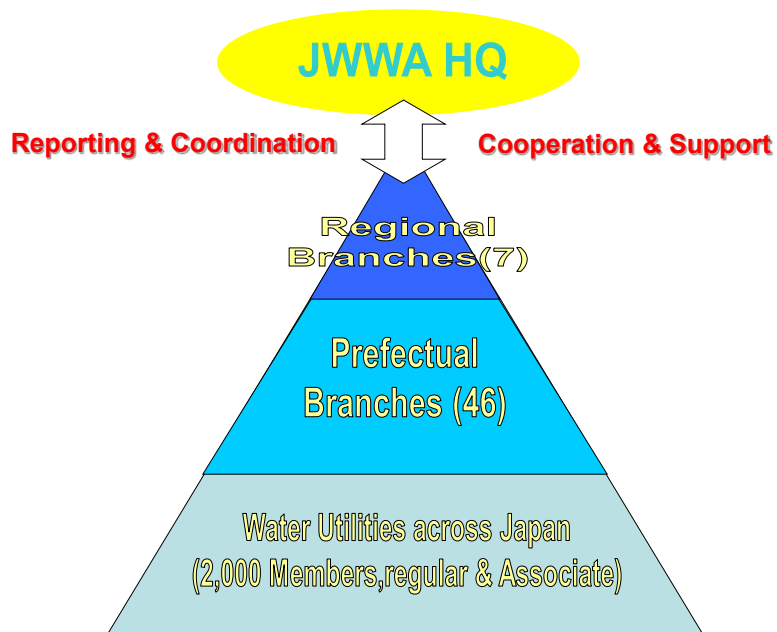 JWWA HQ
Reporting & Coordination
Cooperation & Support
Regional
Branches(7)
Prefectual
Branches (46)
Water Utilities across Japan
(2,000 Members,regular & Associate)